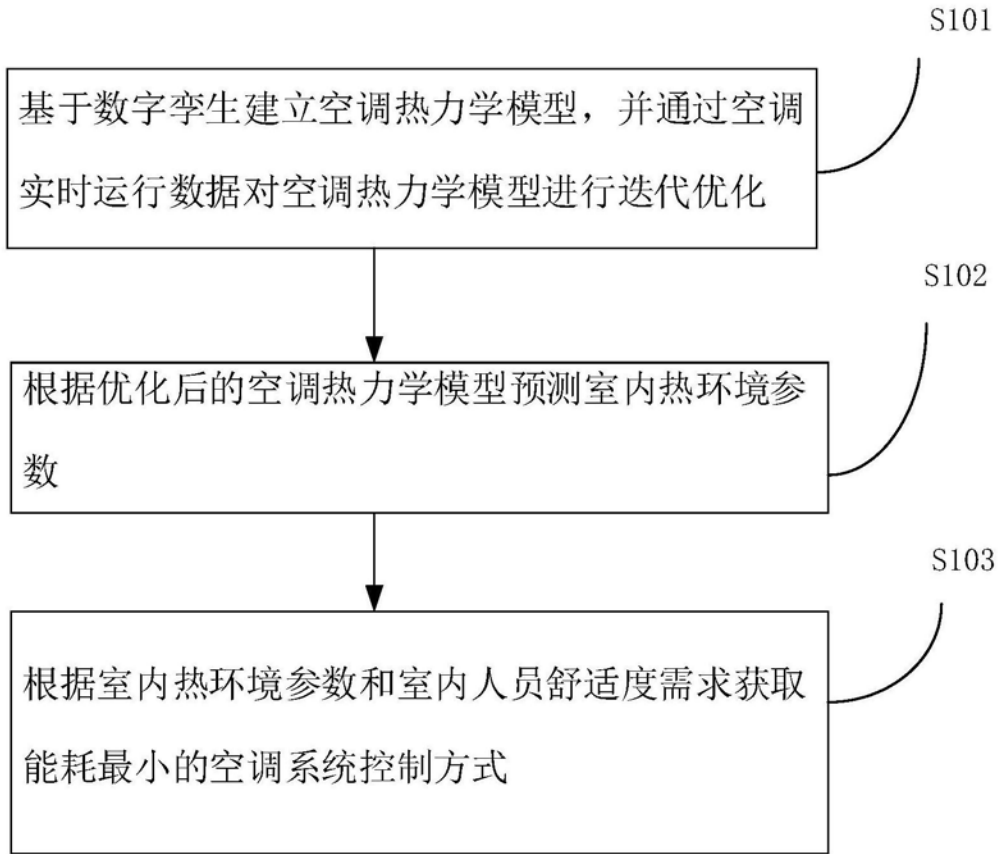 S101
基于数字孪生建立空调热力学模型，并通过空调
实时运行数据对空调热力学模型进行迭代优化
S102
根据优化后的空调热力学模型预测室内热环境参
数
S103
根据室内热环境参数和室内人员舒适度需求获取
能耗最小的空调系统控制方式